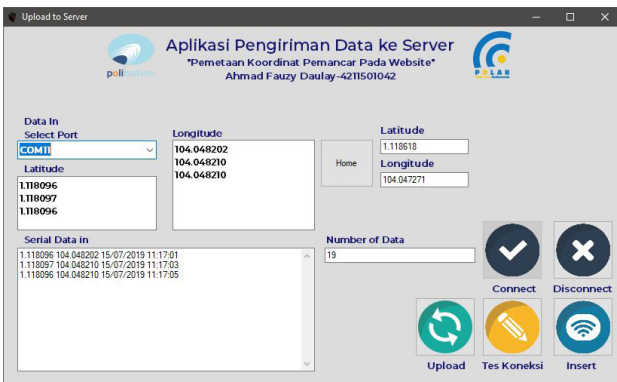 Upload to Server
Aplikasi Pengiriman Data ke Server
"Pemetaan Koordinat Pemancar Pada Website"
Ahmad Fauzy Daulay-4211501042
polibatam
POLAR
Data In
Select Port
COM11
Latitude
1.118096
1.118097
1.118096
Longitude
104.048202
104.048210
104.048210
Home
Latitude
1.118618
Longitude
104.047271
Serial Data in
1.118096 104.048202 15/07/2019 11:17:01
1.118097 104.048210 15/07/2019 11:17:03
1.118096 104.048210 15/07/2019 11:17:05
Number of Data
19
Connect
Disconnect
Upload
Tes Koneksi
Insert